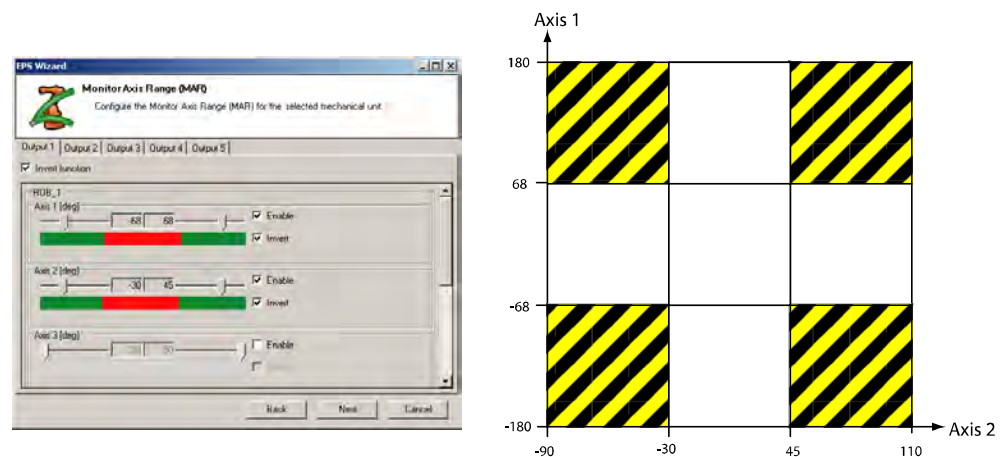 EPS Wizard
Monitor Axis Range (MAR)
Configure the Monitor Axis Range (MAR) for the selected mechanical unit
Output 1 Output 2 Output 3 Output 4 Output 5
Invert function
ROB_1
Axis 1 [deg]
-68 68
Enable
Invert
Axis 2 [deg]
-30 45
Enable
Invert
Axis 3 [deg]
Enable
Back Next Cancel
Axis 1
180
68
-68
-180
Axis 2
-90 -30 45 110